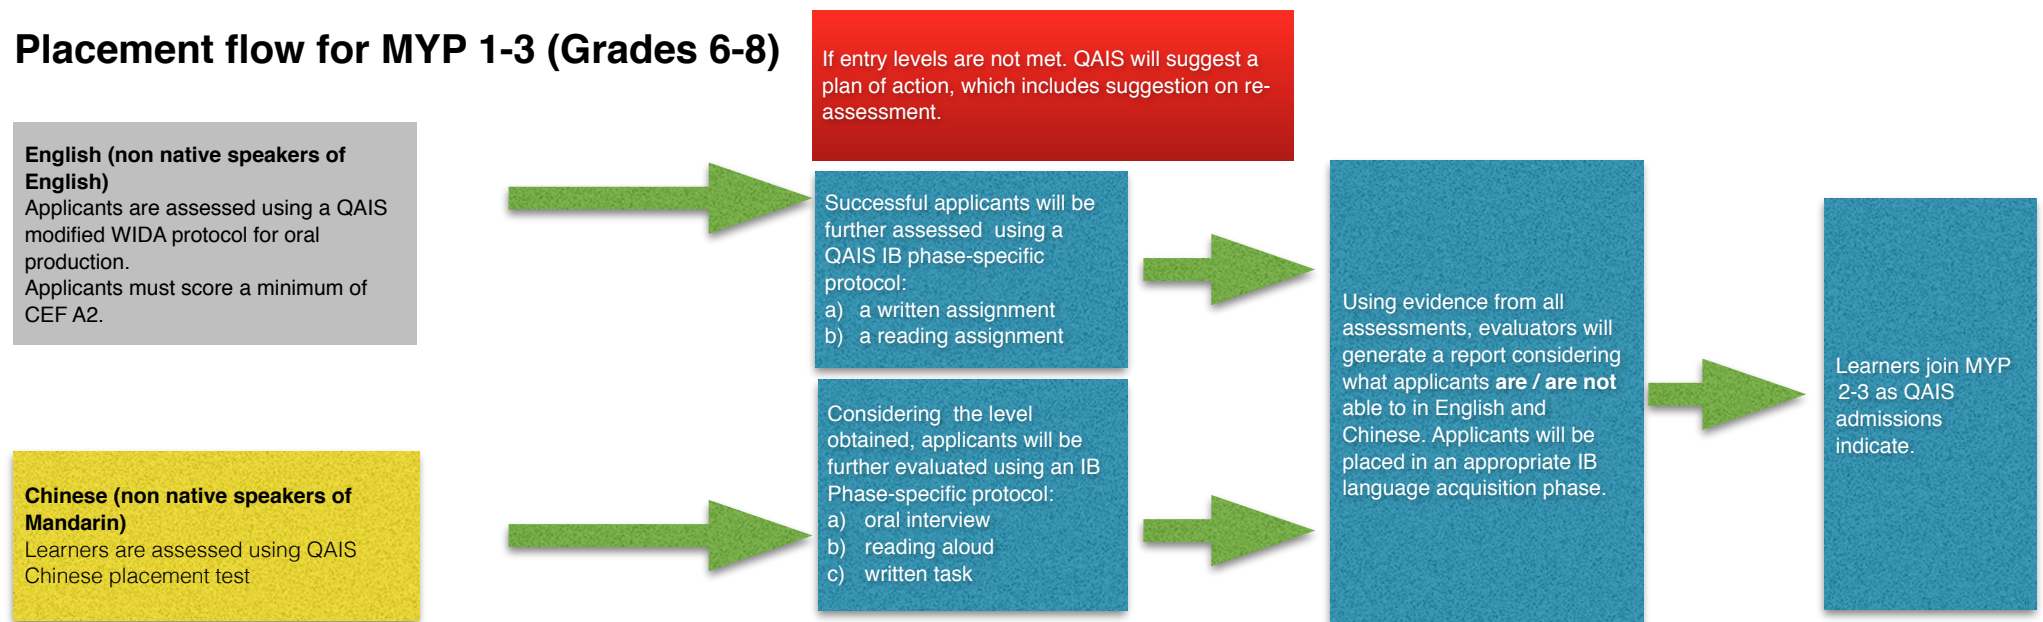 Placement flow for MYP 1-3 (Grades 6-8)
If entry levels are not met. QAIS will suggest a
plan of action, which includes suggestion on re-
assessment.
English (non native speakers of
English)
Applicants are assessed using a QAIS
modified WIDA protocol for oral
production.
Applicants must score a minimum of
CEF A2.
Successful applicants will be
further assessed using a
QAIS IB phase-specific
protocol:
a) a written assignment
b) a reading assignment
Chinese (non native speakers of
Mandarin)
Learners are assessed using QAIS
Chinese placement test
Considering the level
obtained, applicants will be
further evaluated using an IB
Phase-specific protocol:
a) oral interview
b) reading aloud
c) written task
Using evidence from all
assessments, evaluators will
generate a report considering
what applicants are / are not
able to in English and
Chinese. Applicants will be
placed in an appropriate IB
language acquisition phase.
Learners join MYP
2-3 as QAIS
admissions
indicate.